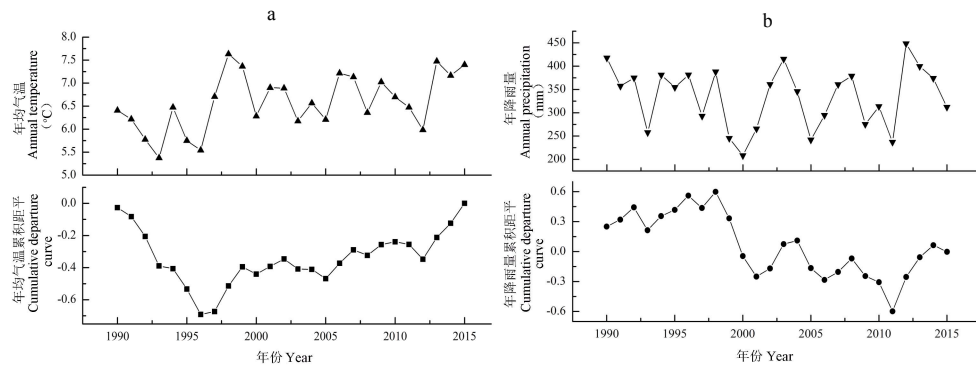 a
年均气温
Annual temperature
(°C)
8.0
7.5
7.0
6.5
6.0
5.5
5.0
年均气温累积距平
Cumulative departure
curve
0.0
-0.2
-0.4
-0.6
1990 1995 2000 2005 2010 2015
年份 Year
b
年降雨量
Annual precipitation
(mm)
450
400
350
300
250
200
年降雨量累积距平
Cumulative departure
curve
0.6
0.3
0.0
-0.3
-0.6
1990 1995 2000 2005 2010 2015
年份 Year